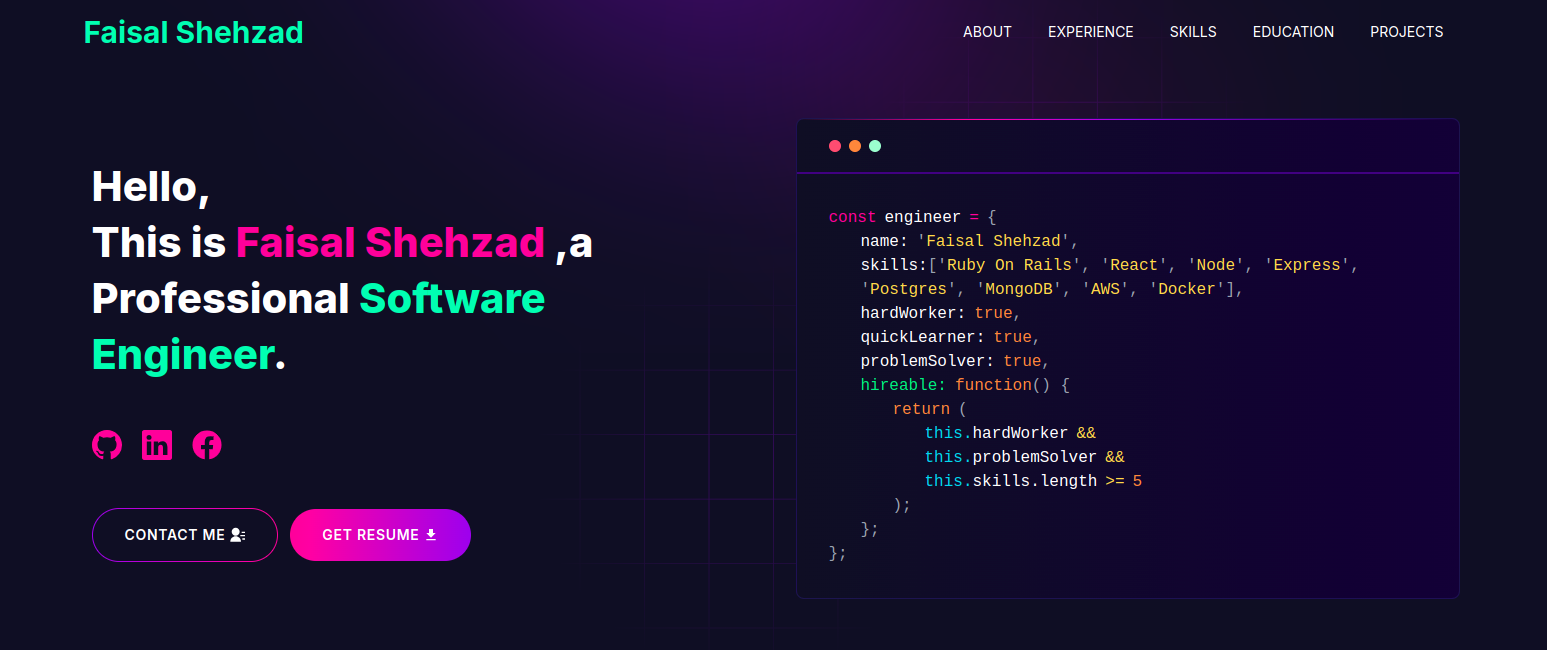 Faisal Shehzad
ABOUT EXPERIENCE SKILLS EDUCATION PROJECTS
Hello,
This is Faisal Shehzad ,a
Professional Software
Engineer.
CONTACT ME
GET RESUME
const engineer = {
name: 'Faisal Shehzad',
skills:['Ruby On Rails', 'React', 'Node', 'Express',
'Postgres', 'MongoDB', 'AWS', 'Docker'],
hardWorker: true,
quickLearner: true,
problemSolver: true,
hireable: function() {
return (
this.hardWorker &&
this.problemSolver &&
this.skills.length >= 5
);
};
};